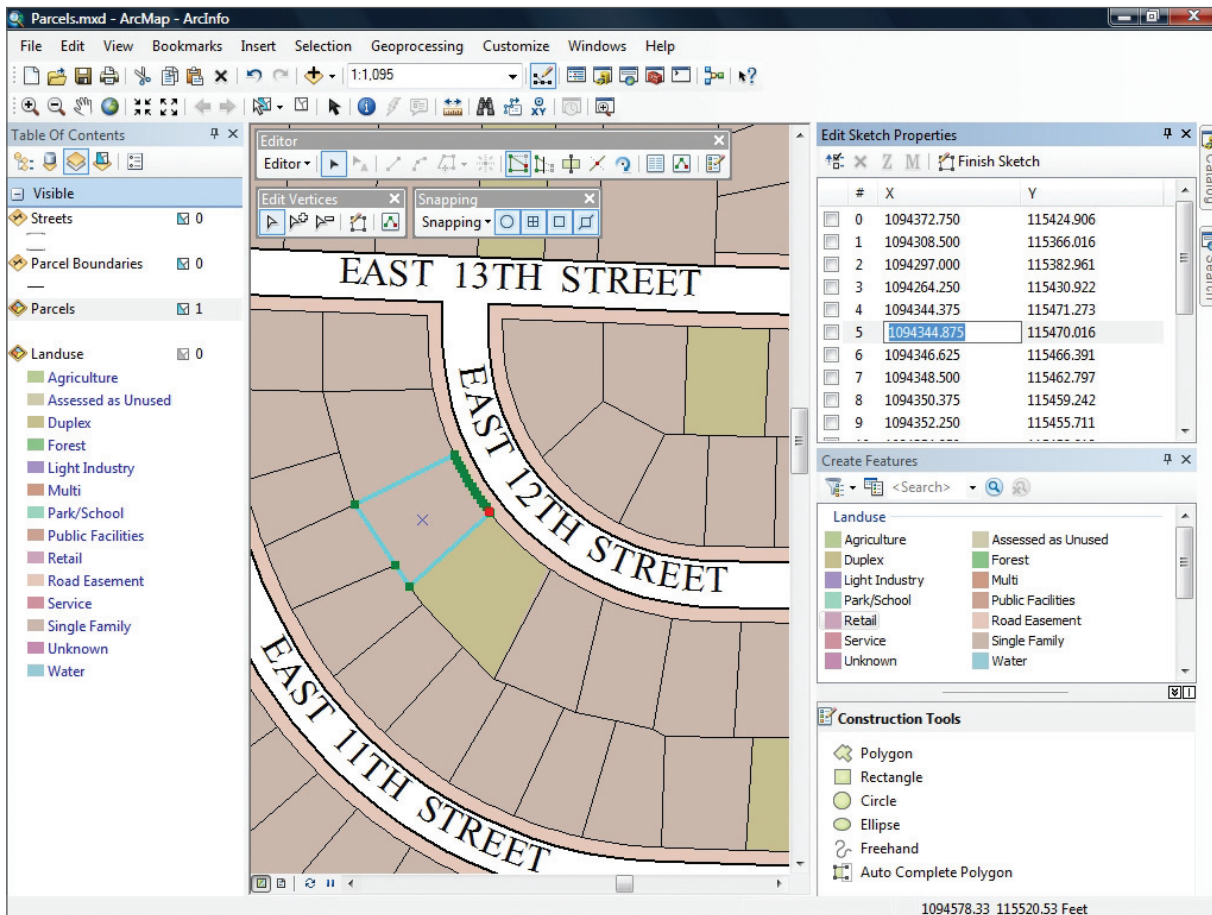 Parcels.mxd - ArcMap - ArcInfo
File Edit View Bookmarks Insert Selection Geoprocessing Customize Windows Help
1:1,095
Table Of Contents
Visible
Streets 0
Parcel Boundaries 0
Parcels 1
Landuse 0
Agriculture
Assessed as Unused
Duplex
Forest
Light Industry
Multi
Park/School
Public Facilities
Retail
Road Easement
Service
Single Family
Unknown
Water
Editor
Editor
Edit Vertices
Snapping
Snapping
EAST 13TH STREET
EAST 12TH STREET
EAST 11TH STREET
Edit Sketch Properties
Z M Finish Sketch
# X Y
0 1094372.750 115424.906
1 1094308.500 115366.016
2 1094297.000 115382.961
3 1094264.250 115430.922
4 1094344.375 115471.273
5 1094344.875 115470.016
6 1094346.625 115466.391
7 1094348.500 115462.797
8 1094350.375 115459.242
9 1094352.250 115455.711
Create Features
<Search>
Landuse
Agriculture Assessed as Unused
Duplex Forest
Light Industry Multi
Park/School Public Facilities
Retail Road Easement
Service Single Family
Unknown Water
Construction Tools
Polygon
Rectangle
Circle
Ellipse
Freehand
Auto Complete Polygon
Catalog
Search
1094578.33 115520.53 Feet